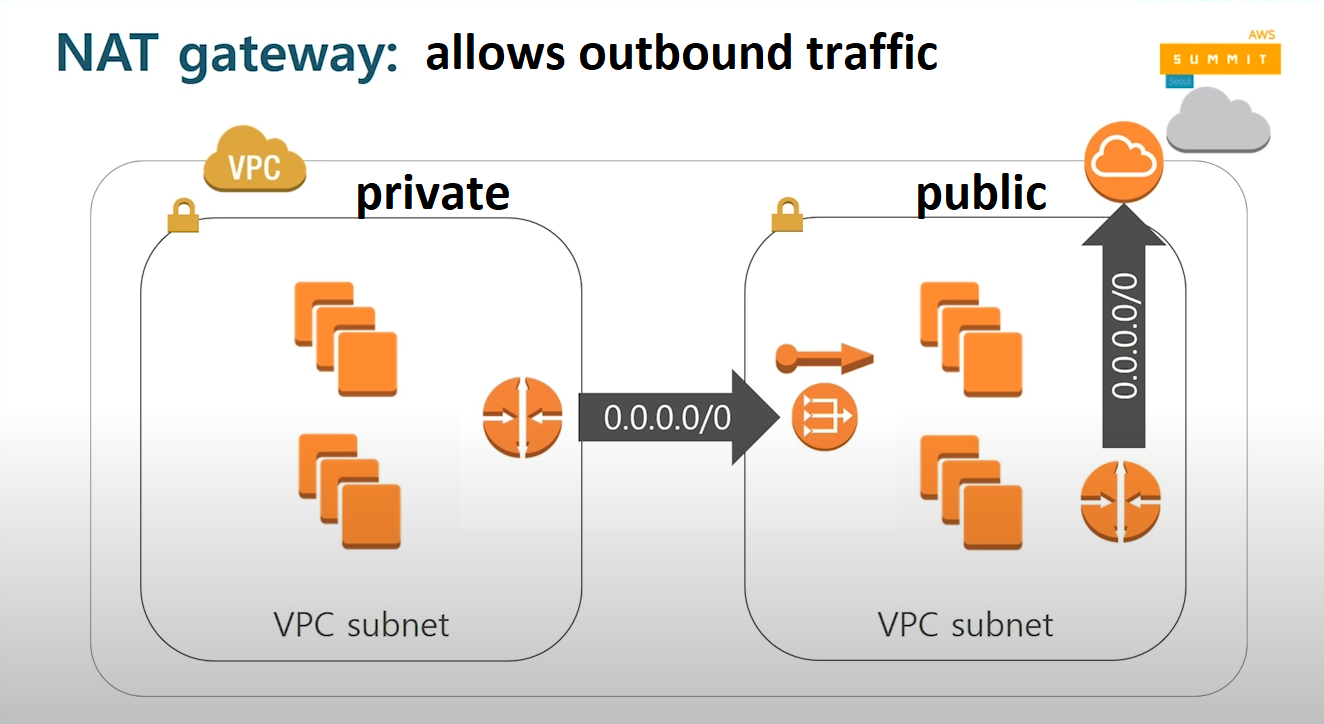 NAT gateway: allows outbound traffic
AWS
SUMMIT
Seoul
VPC
private
public
0.0.0.0/0
0.0.0.0/0
VPC subnet
VPC subnet